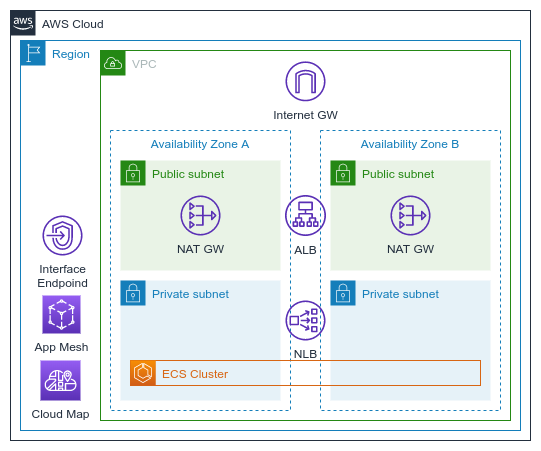 aws
AWS Cloud
Region
VPC
Internet GW
Availability Zone A
Availability Zone B
Public subnet
Public subnet
NAT GW
ALB
NAT GW
Interface
Endpoind
Private subnet
Private subnet
App Mesh
NLB
ECS Cluster
Cloud Map